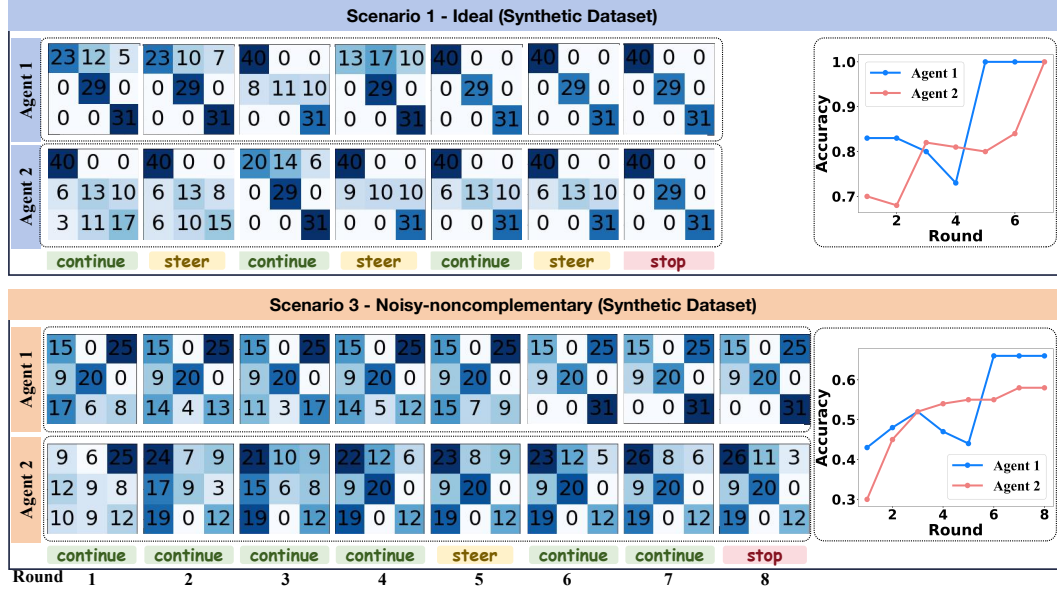 Scenario 1 - Ideal (Synthetic Dataset)
Agent 1
23 12 5 23 10 7 40 0 0 13 17 10 40 0 0 40 0 0 40 0 0
0 29 0 0 29 0 8 11 10 0 29 0 0 29 0 0 29 0 0 29 0
0 0 31 0 0 31 0 0 31 0 0 31 0 0 31 0 0 31 0 0 31
Agent 2
40 0 0 40 0 0 20 14 6 40 0 0 40 0 0 40 0 0 40 0 0
6 13 10 6 13 8 0 29 0 9 10 10 6 13 10 6 13 10 0 29 0
3 11 17 6 10 15 0 0 31 0 0 31 0 0 31 0 0 31 0 0 31
continue steer continue steer continue steer stop
Accuracy
1.0
0.9
0.8
0.7
Agent 1
Agent 2
2 4 6
Round
Scenario 3 - Noisy-noncomplementary (Synthetic Dataset)
Agent 1
15 0 25 15 0 25 15 0 25 15 0 25 15 0 25 15 0 25 15 0 25 15 0 25
9 20 0 9 20 0 9 20 0 9 20 0 9 20 0 9 20 0 9 20 0 9 20 0
17 6 8 14 4 13 11 3 17 14 5 12 15 7 9 0 0 31 0 0 31 0 0 31
Agent 2
9 6 25 24 7 9 21 10 9 22 12 6 23 8 9 23 12 5 26 8 6 26 11 3
12 9 8 17 9 3 15 6 8 9 20 0 9 20 0 9 20 0 9 20 0 9 20 0
10 9 12 19 0 12 19 0 12 19 0 12 19 0 12 19 0 12 19 0 12 19 0 12
continue continue continue continue steer continue continue stop
Round 1 2 3 4 5 6 7 8
Accuracy
0.6
0.5
0.4
0.3
Agent 1
Agent 2
2 4 6 8
Round